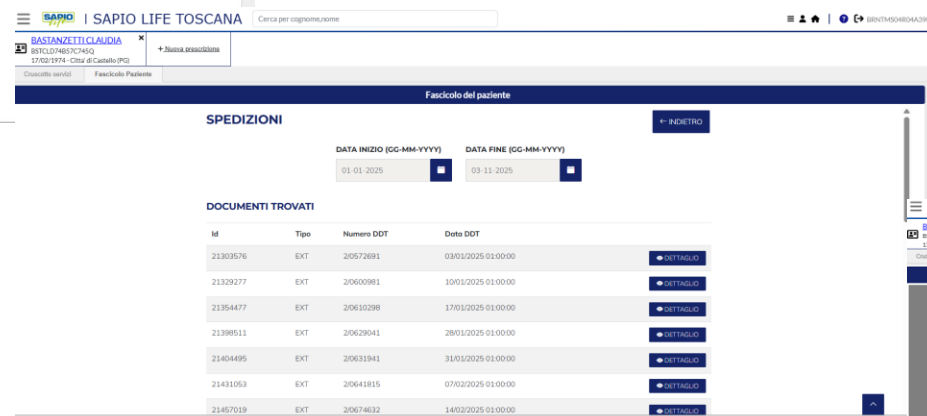 SAPIO | SAPIO LIFE TOSCANA Cerca per cognome,nome BRNTMS04R04A39
BASTANZETTI CLAUDIA ×
BSTCLD74B57C745Q
17/02/1974 - Citta' di Castello (PG)
+ Nuova prescrizione
Cruscotto servizi Fascicolo Paziente
Fascicolo del paziente
SPEDIZIONI
← INDIETRO
DATA INIZIO (GG-MM-YYYY) DATA FINE (GG-MM-YYYY)
01-01-2025 03-11-2025
DOCUMENTI TROVATI
Id Tipo Numero DDT Data DDT
21303576 EXT 2/0572691 03/01/2025 01:00:00 DETTAGLIO
21329277 EXT 2/0600981 10/01/2025 01:00:00 DETTAGLIO
21354477 EXT 2/0610298 17/01/2025 01:00:00 DETTAGLIO
21398511 EXT 2/0629041 28/01/2025 01:00:00 DETTAGLIO
21404495 EXT 2/0631941 31/01/2025 01:00:00 DETTAGLIO
21431053 EXT 2/0641815 07/02/2025 01:00:00 DETTAGLIO
21457019 EXT 2/0674632 14/02/2025 01:00:00 DETTAGLIO